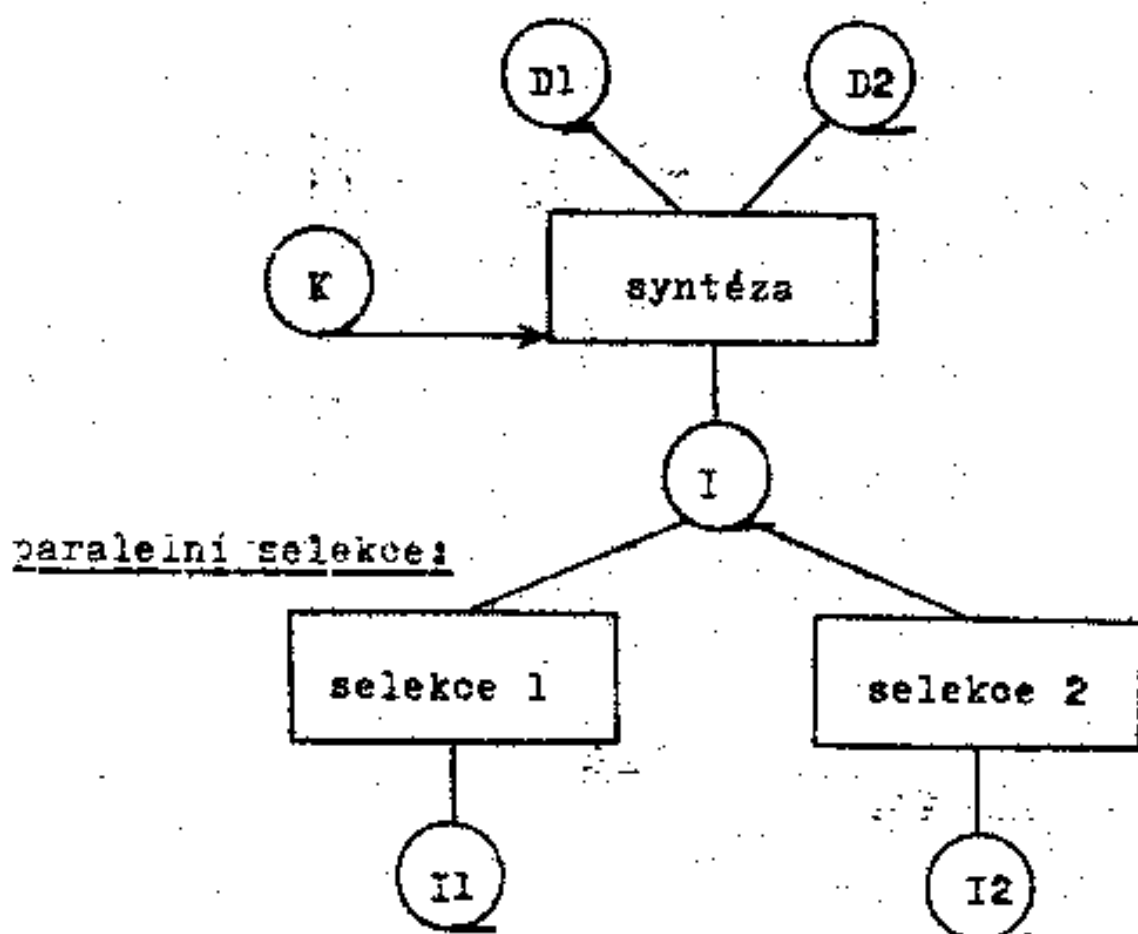 D1 D2
K syntéza
I
paralelní selekce:
selekce 1 selekce 2
I1 I2